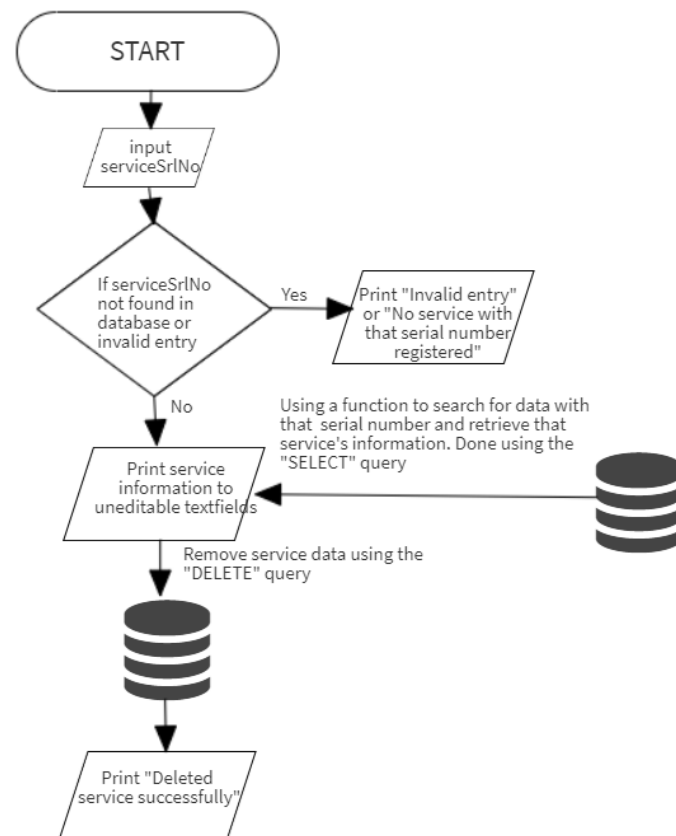 START
input
serviceSrlNo
If serviceSrlNo
not found in
database or
invalid entry
Yes
Print "Invalid entry"
or "No service with
that serial number
registered"
No
Using a function to search for data with
that serial number and retrieve that
service's information. Done using the
"SELECT" query
Print service
information to
uneditable textfields
Remove service data using the
"DELETE" query
Print "Deleted
service successfully"